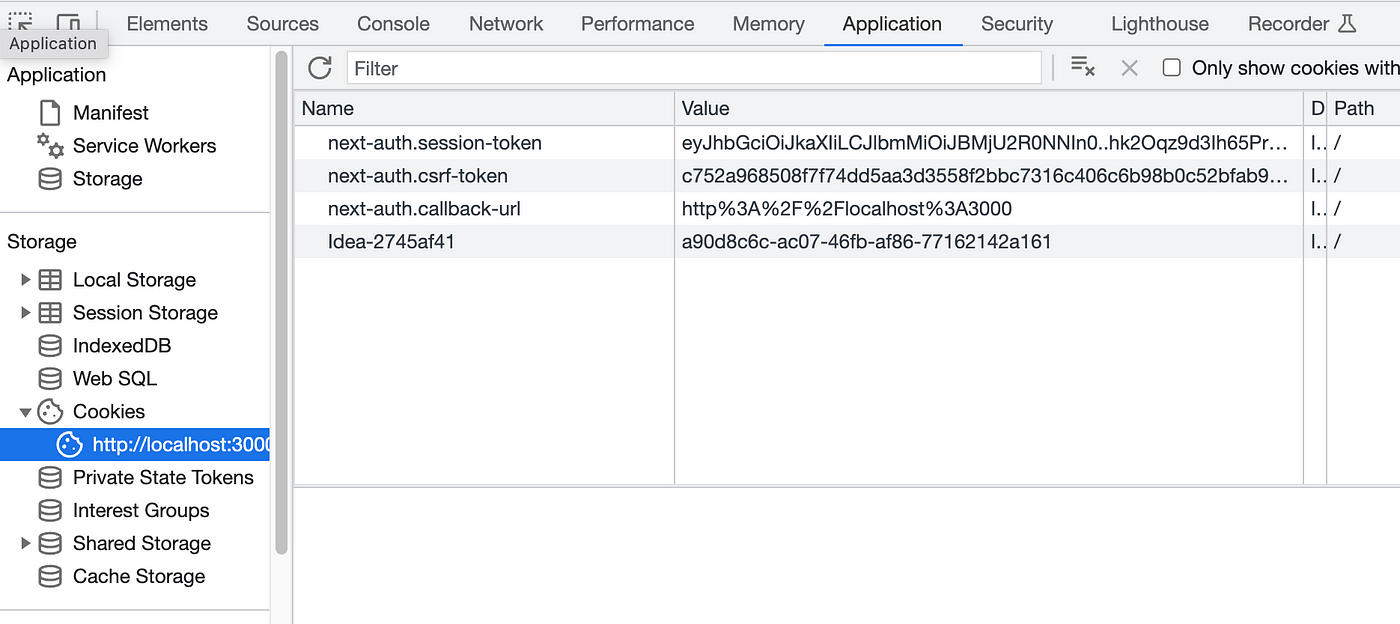 Elements Sources Console Network Performance Memory Application Security Lighthouse Recorder
Application
Application
Manifest
Service Workers
Storage
Storage
Local Storage
Session Storage
IndexedDB
Web SQL
Cookies
http://localhost:3000
Private State Tokens
Interest Groups
Shared Storage
Cache Storage
Filter
Only show cookies with
Name Value D Path
next-auth.session-token eyJhbGciOiJkaXIiLCJlbmMiOiJBMjU2R0NNIn0..hk2Oqz9d3Ih65Pr... l.. /
next-auth.csrf-token c752a968508f7f74dd5aa3d3558f2bbc7316c406c6b98b0c52bfab9... l.. /
next-auth.callback-url http%3A%2F%2Flocalhost%3A3000 l.. /
Idea-2745af41 a90d8c6c-ac07-46fb-af86-77162142a161 l.. /